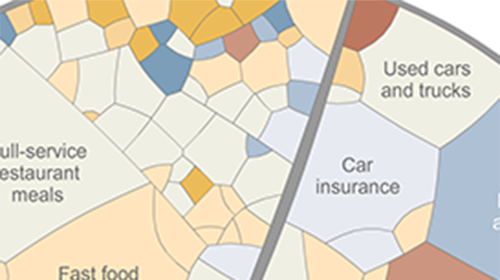 Used cars
and trucks
ull-service
estaurant
meals
Car
insurance
Fast food